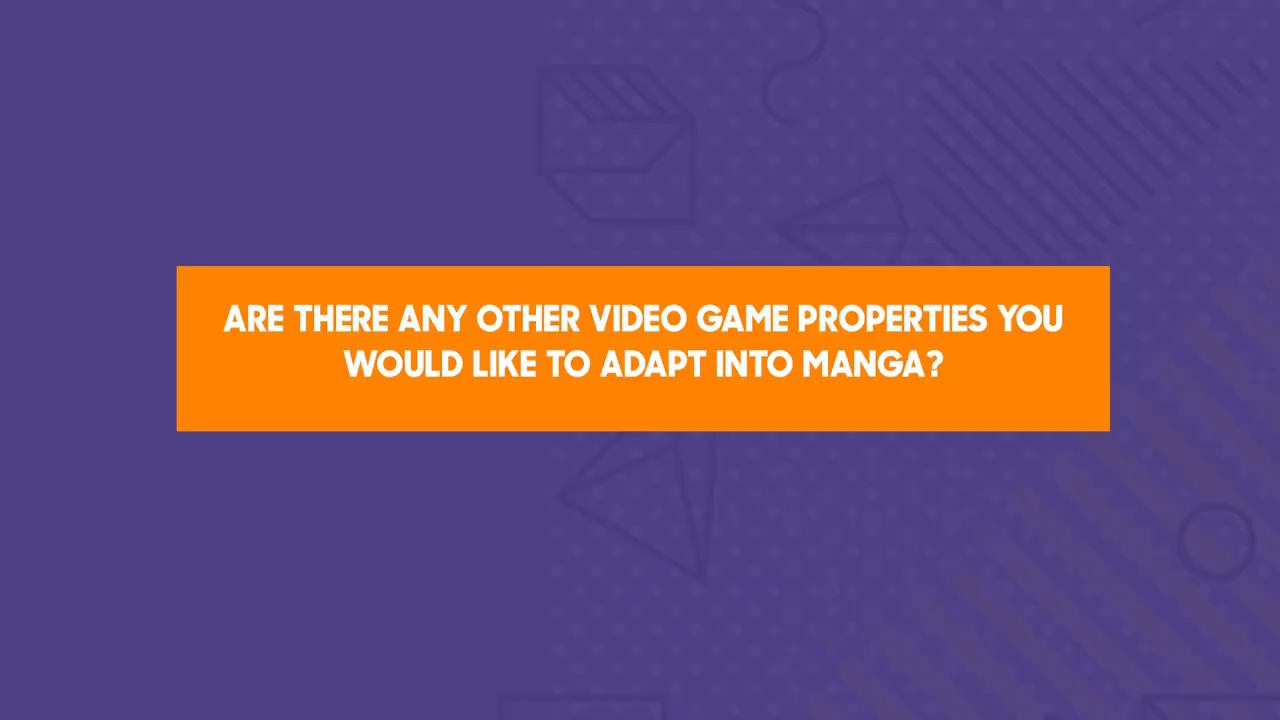 ARE THERE ANY OTHER VIDEO GAME PROPERTIES YOU
WOULD LIKE TO ADAPT INTO MANGA?